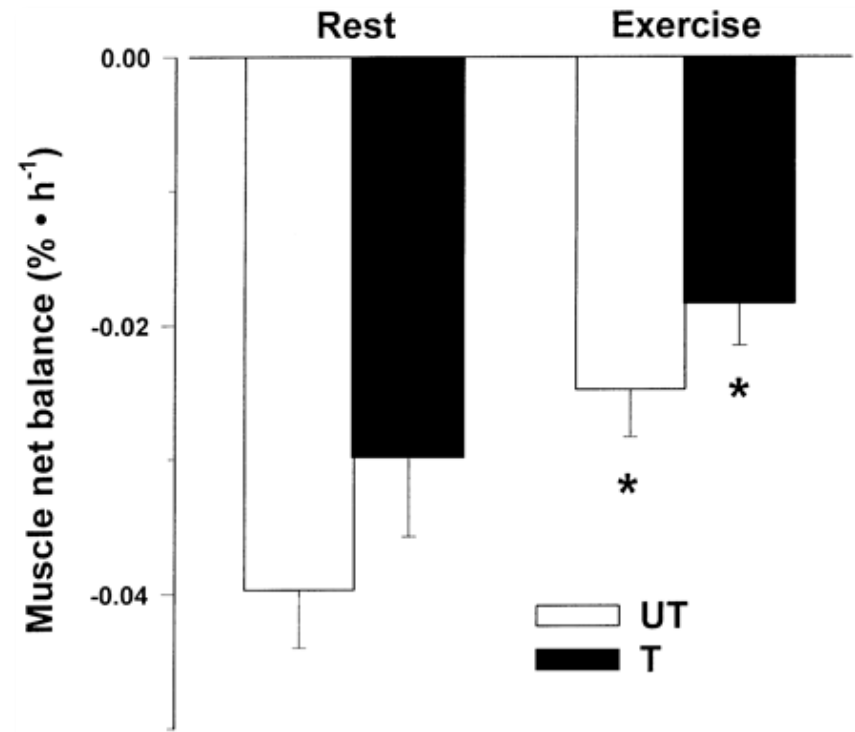 Rest Exercise
0.00
Muscle net balance (% • h⁻¹)
-0.02
*
*
-0.04
UT
T